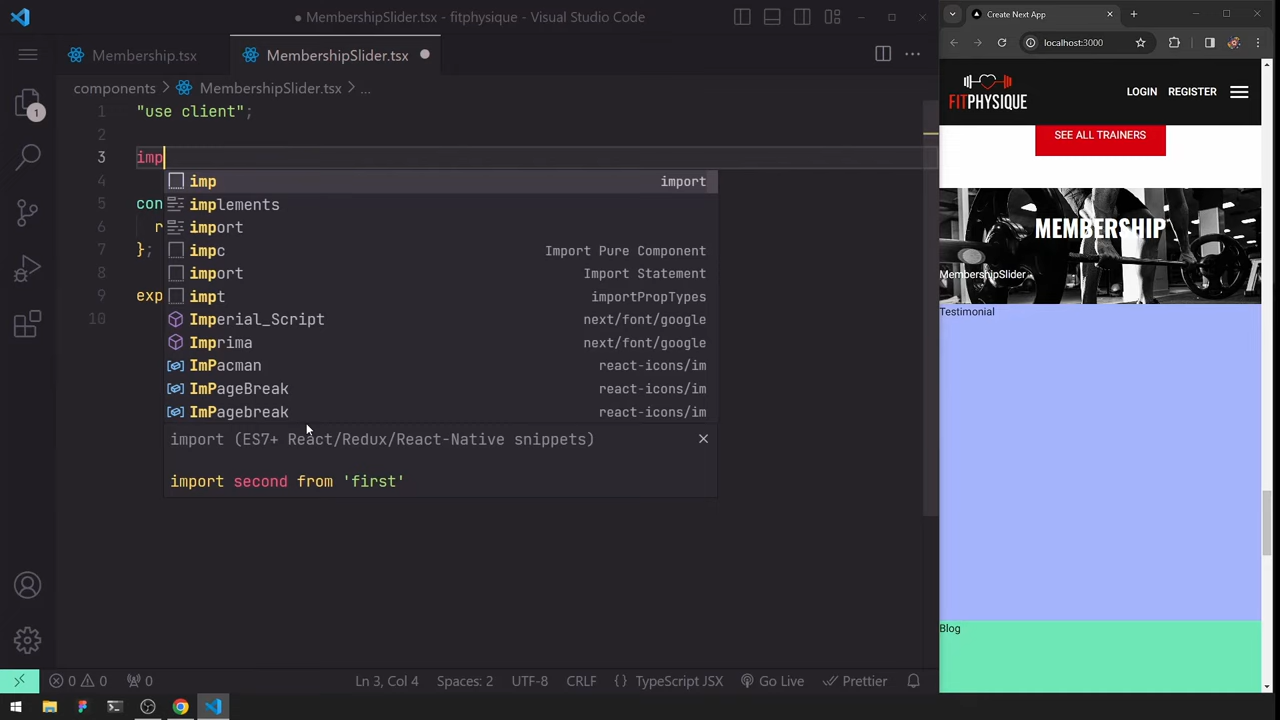 MembershipSlider.tsx - fitphysique - Visual Studio Code
Membership.tsx
MembershipSlider.tsx
components > MembershipSlider.tsx > ...
1 "use client";
2
3 imp
4
5 con
6 r
7 };
8
9 exp
10
imp import
implements
import
impc Import Pure Component
import Import Statement
impt importPropTypes
Imperial_Script next/font/google
Imprima next/font/google
ImPacman react-icons/im
ImPageBreak react-icons/im
ImPagebreak react-icons/im
import (ES7+ React/Redux/React-Native snippets)
import second from 'first'
1
0 0 0
Ln 3, Col 4
Spaces: 2
UTF-8
CRLF
{} TypeScript JSX
Go Live
Prettier
Create Next App
localhost:3000
FITPHYSIQUE
LOGIN REGISTER
SEE ALL TRAINERS
MEMBERSHIP
MembershipSlider
Testimonial
Blog